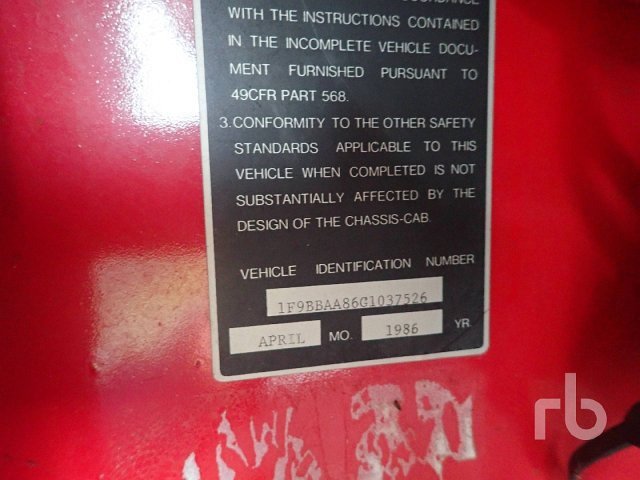 WITH THE INSTRUCTIONS CONTAINED
IN THE INCOMPLETE VEHICLE DOCU-
MENT FURNISHED PURSUANT TO
49CFR PART 568.
3. CONFORMITY TO THE OTHER SAFETY
STANDARDS APPLICABLE TO THIS
VEHICLE WHEN COMPLETED IS NOT
SUBSTANTIALLY AFFECTED BY THE
DESIGN OF THE CHASSIS-CAB.
VEHICLE IDENTIFICATION NUMBER
1F9BBAA86G1037526
APRIL MO. 1986 YR.
rb